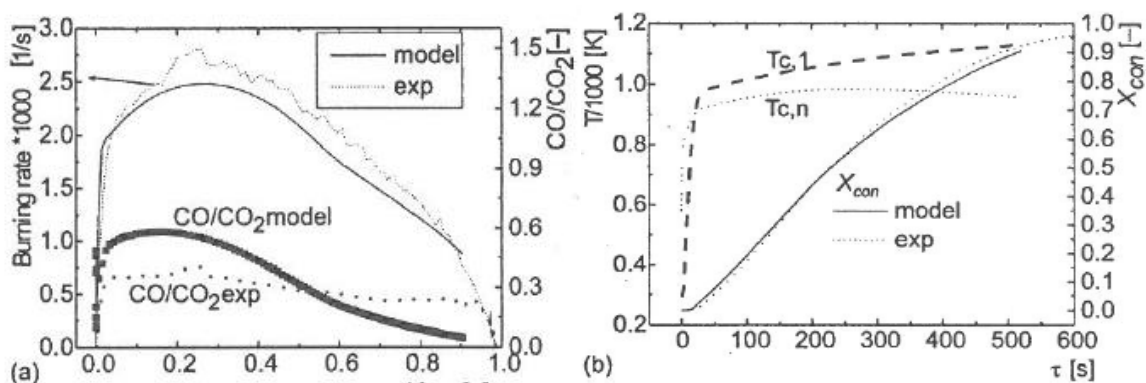 3.0
2.5
2.0
1.5
1.0
0.5
0.0
Burning rate *1000 [1/s]
model
exp
CO/CO2model
CO/CO2exp
1.5
1.2
0.9
0.6
0.3
0.0
CO/CO2[–]
(a)
0.0 0.2 0.4 0.6 0.8 1.0
1.2
1.0
0.8
0.6
0.4
0.2
T/1000 [K]
Tc,1
Tc,n
Xcon
model
exp
1.0
0.9
0.8
0.7
0.6
0.5
0.4
0.3
0.2
0.1
0.0
Xcon [–]
(b)
0 100 200 300 400 500 600
τ [s]